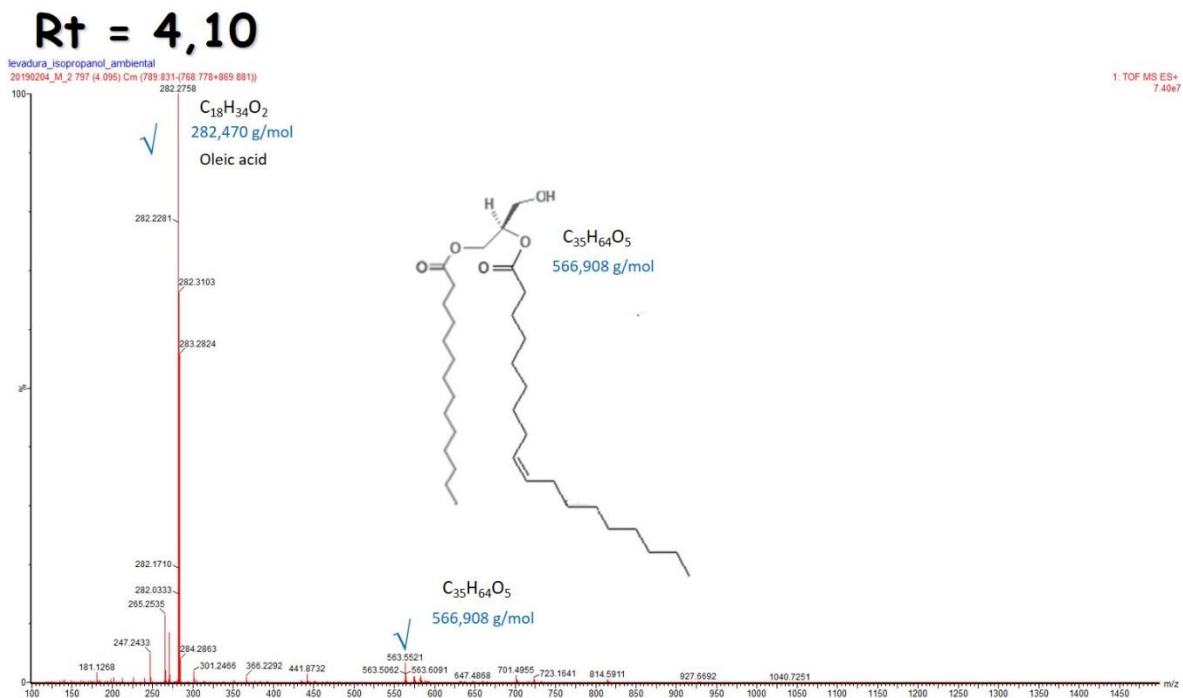 Rt = 4,10
levadura_isopropanol_ambiental
20190204_M_2 797 (4.095) Cm (789:831-(768:778+869:881))
1: TOF MS ES+
7.40e7
100
282.2758
C18H34O2
282,470 g/mol
√
Oleic acid
282.2281
H
OH
O
O
O
O
C35H64O5
566,908 g/mol
282.3103
283.2824
%
282.1710
282.0333
265.2535
C35H64O5
566,908 g/mol
√
247.2433
284.2863
563.5521
181.1268
301.2466
366.2292
441.8732
563.5062
563.6091
647.4868
701.4955
723.1641
814.5911
927.6692
1040.7251
0
m/z
100 150 200 250 300 350 400 450 500 550 600 650 700 750 800 850 900 950 1000 1050 1100 1150 1200 1250 1300 1350 1400 1450